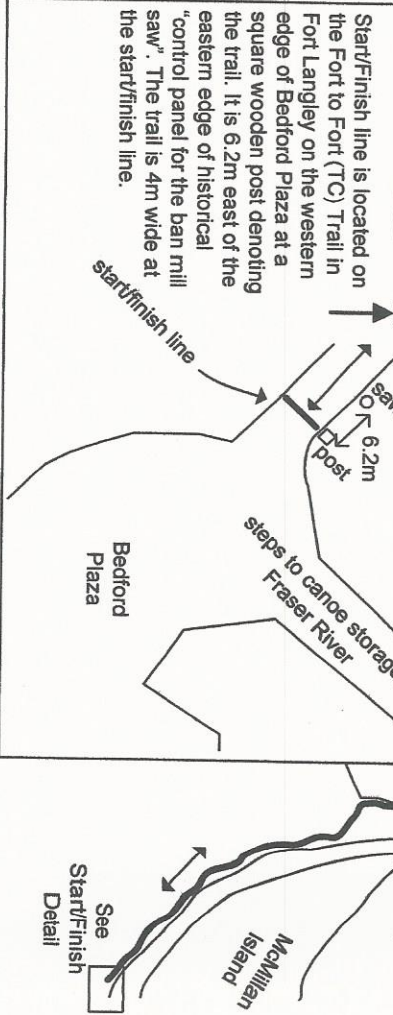 Start/Finish line is located on
the Fort to Fort (TC) Trail in
Fort Langley on the western
edge of Bedford Plaza at a
square wooden post denoting
the trail. It is 6.2m east of the
eastern edge of historical
"control panel for the ban mill
saw". The trail is 4m wide at
the start/finish line.
start/finish line
saw
6.2m
post
steps to canoe storage
Fraser River
Bedford
Plaza
McMillan
Island
See
Start/Finish
Detail